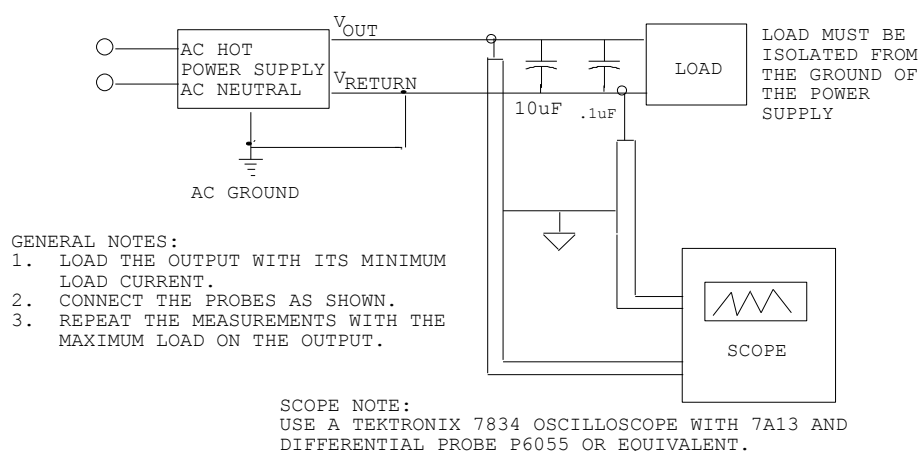 V
OUT
AC HOT
POWER SUPPLY
AC NEUTRAL
V
RETURN
10uF
.1uF
LOAD
LOAD MUST BE
ISOLATED FROM
THE GROUND OF
THE POWER
SUPPLY
AC GROUND
GENERAL NOTES:
1. LOAD THE OUTPUT WITH ITS MINIMUM
LOAD CURRENT.
2. CONNECT THE PROBES AS SHOWN.
3. REPEAT THE MEASUREMENTS WITH THE
MAXIMUM LOAD ON THE OUTPUT.
SCOPE
SCOPE NOTE:
USE A TEKTRONIX 7834 OSCILLOSCOPE WITH 7A13 AND
DIFFERENTIAL PROBE P6055 OR EQUIVALENT.